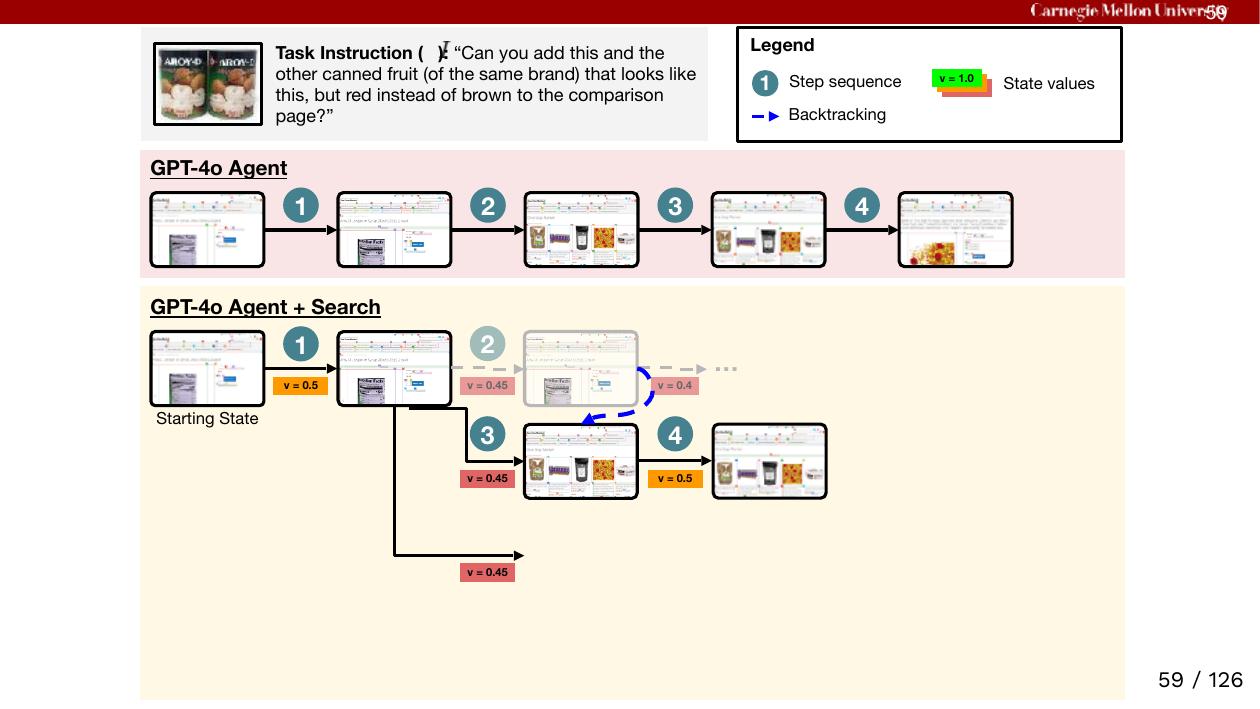 Carnegie Mellon University
59
AROY-D AROY-D
Task Instruction ( ): “Can you add this and the
other canned fruit (of the same brand) that looks like
this, but red instead of brown to the comparison
page?”
Legend
1 Step sequence
v = 1.0 State values
Backtracking
GPT-4o Agent
1 2 3 4
GPT-4o Agent + Search
1 2
v = 0.5 v = 0.45 v = 0.4 ...
Starting State
3 4
v = 0.45 v = 0.5
v = 0.45
59 / 126